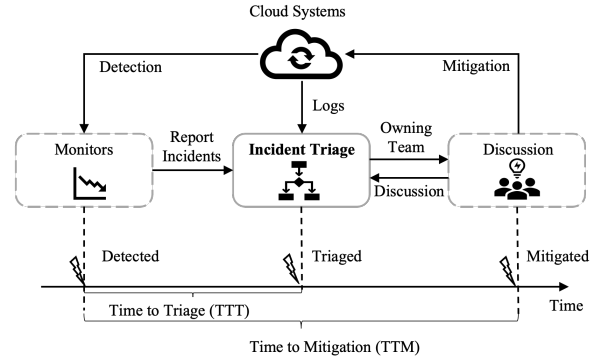 Cloud Systems
Detection
Mitigation
Logs
Monitors
Report
Incidents
Incident Triage
Owning
Team
Discussion
Discussion
Detected
Triaged
Mitigated
Time
Time to Triage (TTT)
Time to Mitigation (TTM)